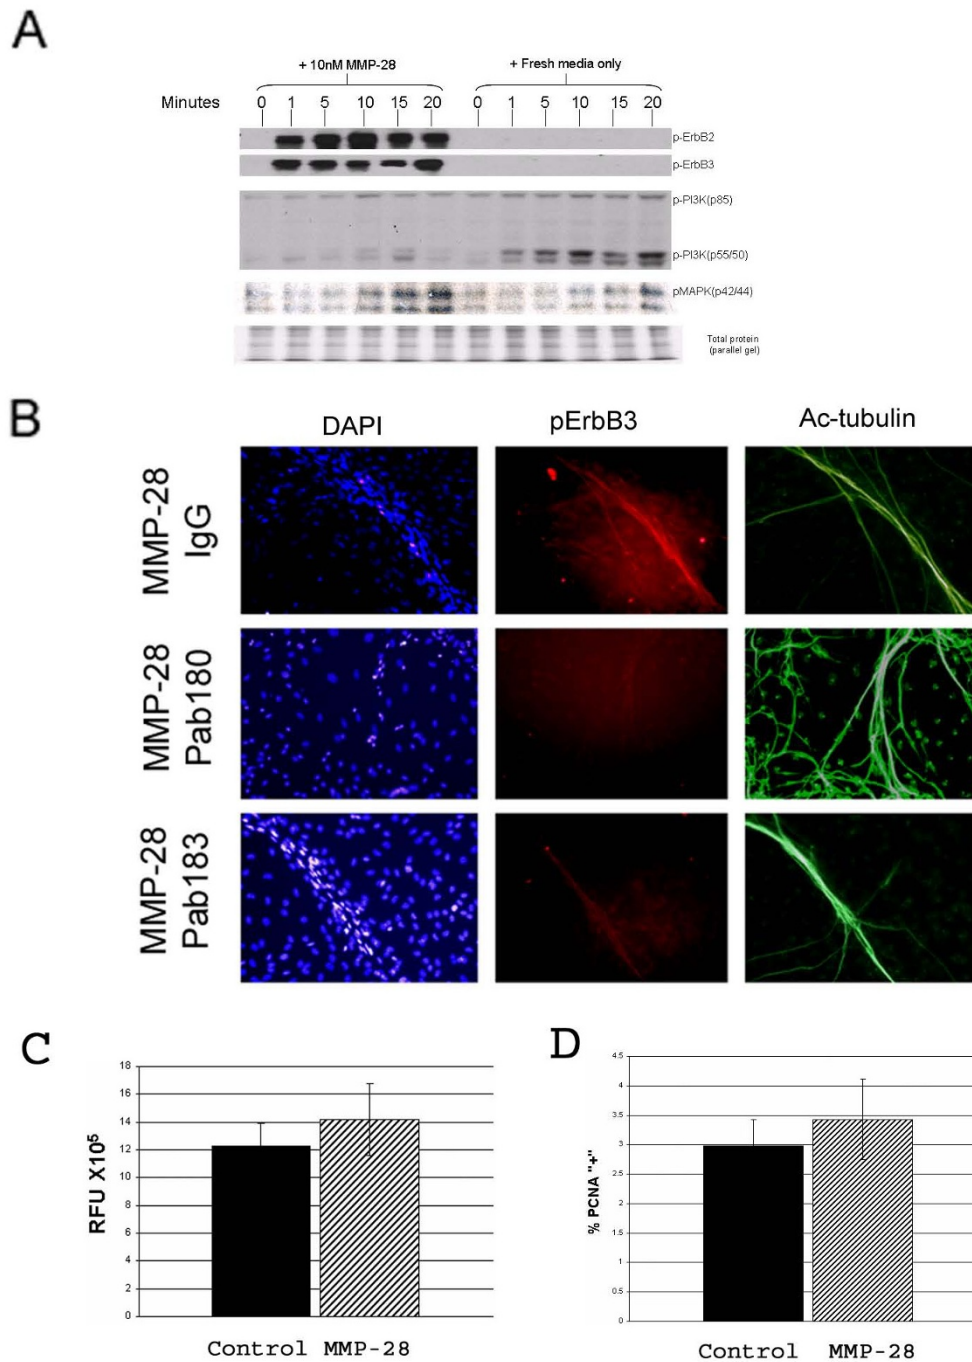 A
+ 10nM MMP-28
+ Fresh media only
Minutes 0 1 5 10 15 20 0 1 5 10 15 20
p-ErbB2
p-ErbB3
p-PI3K(p85)
p-PI3K(p55/50)
pMAPK(p42/44)
Total protein
(parallel gel)
B
DAPI pErbB3 Ac-tubulin
MMP-28
IgG
MMP-28
Pab180
MMP-28
Pab183
C
RFU X10⁵
18
16
14
12
10
8
6
4
2
0
Control MMP-28
D
% PCNA "+"
4.5
4
3.5
3
2.5
2
1.5
1
0.5
0
Control MMP-28